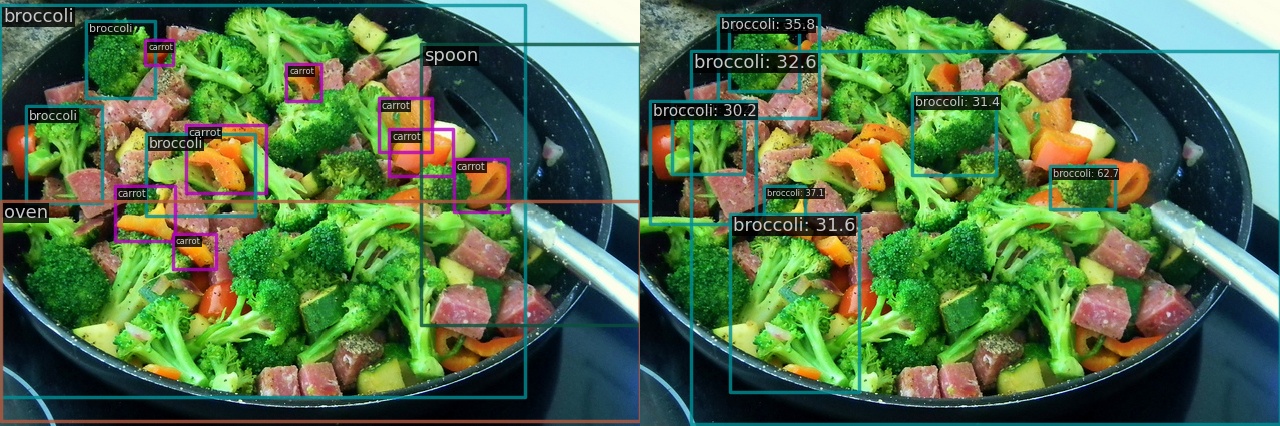 broccoli
broccoli
carrot
carrot
spoon
carrot
broccoli
carrot
carrot
broccoli
carrot
carrot
oven
carrot
broccoli: 35.8
broccoli: 32.6
broccoli: 30.2
broccoli: 31.4
broccoli: 62.7
broccoli: 37.1
broccoli: 31.6